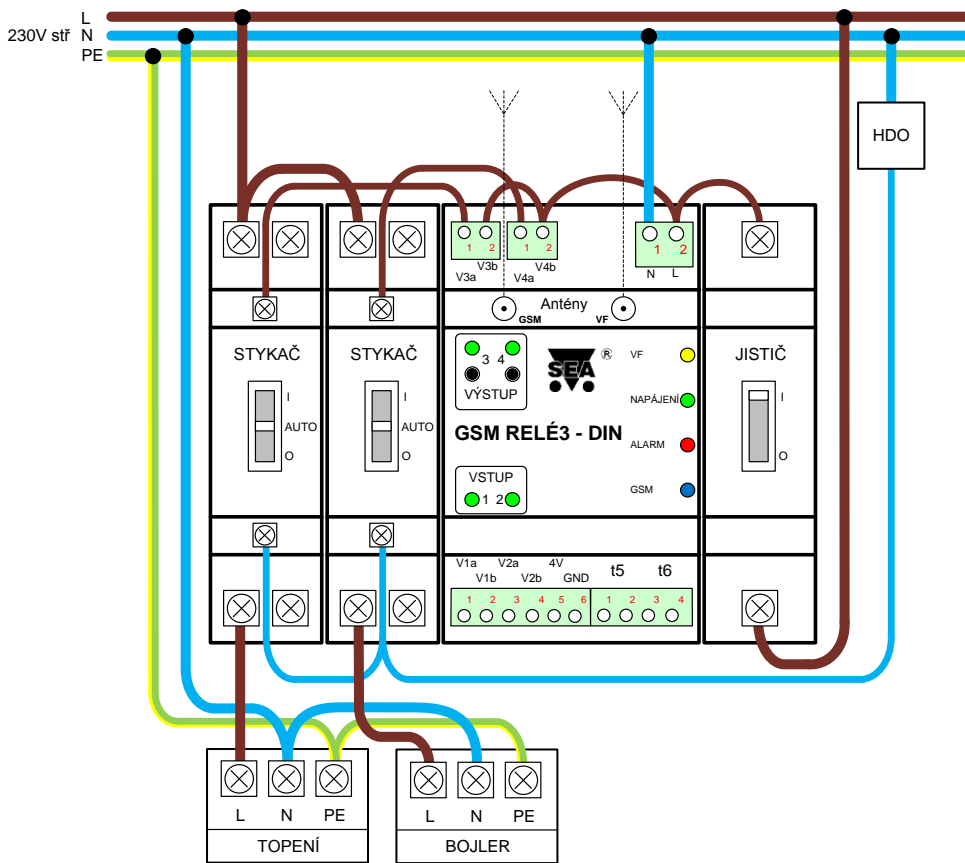 L
230V stř N
PE
HDO
1 2 1 2 1 2
V3a V3b V4a V4b N L
Antény
GSM VF
STYKAČ STYKAČ JISTIČ
3 4
VÝSTUP
SEA ®
VF
NAPÁJENÍ
ALARM
GSM
I
AUTO
O
I
AUTO
O
I
O
GSM RELÉ3 - DIN
VSTUP
1 2
V1a V2a 4V t5 t6
V1b V2b GND
1 2 3 4 5 6 1 2 3 4
L N PE L N PE
TOPENÍ BOJLER